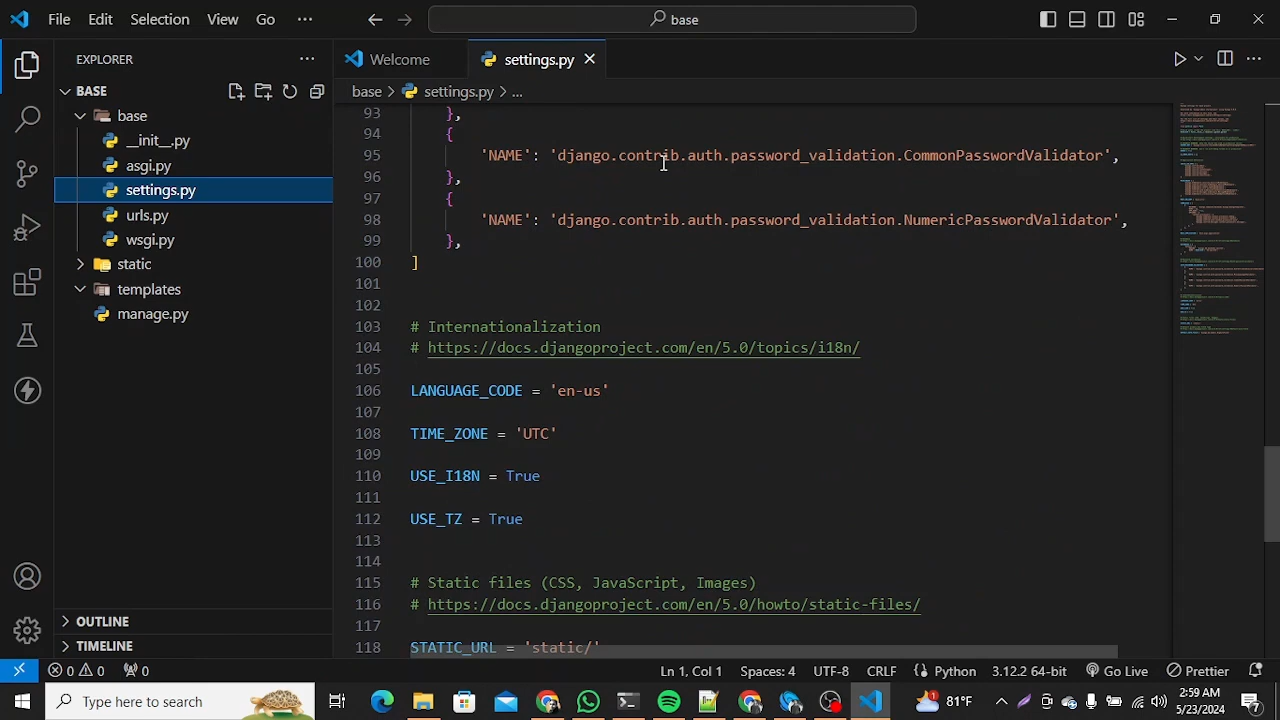 File Edit Selection View Go ··· base
EXPLORER
Welcome
settings.py
BASE
base > settings.py > ...
base
__init__.py
asgi.py
settings.py
urls.py
wsgi.py
static
templates
manage.py
93 },
94 {
95 'NAME': 'django.contrib.auth.password_validation.CommonPasswordValidator',
96 },
97 {
98 'NAME': 'django.contrib.auth.password_validation.NumericPasswordValidator',
99 },
100 ]
102
103 # Internationalization
104 # https://docs.djangoproject.com/en/5.0/topics/i18n/
105
106 LANGUAGE_CODE = 'en-us'
107
108 TIME_ZONE = 'UTC'
109
110 USE_I18N = True
111
112 USE_TZ = True
113
114
115 # Static files (CSS, JavaScript, Images)
116 # https://docs.djangoproject.com/en/5.0/howto/static-files/
117
118 STATIC_URL = 'static/'
OUTLINE
TIMELINE
0 0 0 Ln 1, Col 1 Spaces: 4 UTF-8 CRLF Python 3.12.2 64-bit Go Live Prettier
Type here to search
1 81°F
2:59 AM
5/23/2024
7